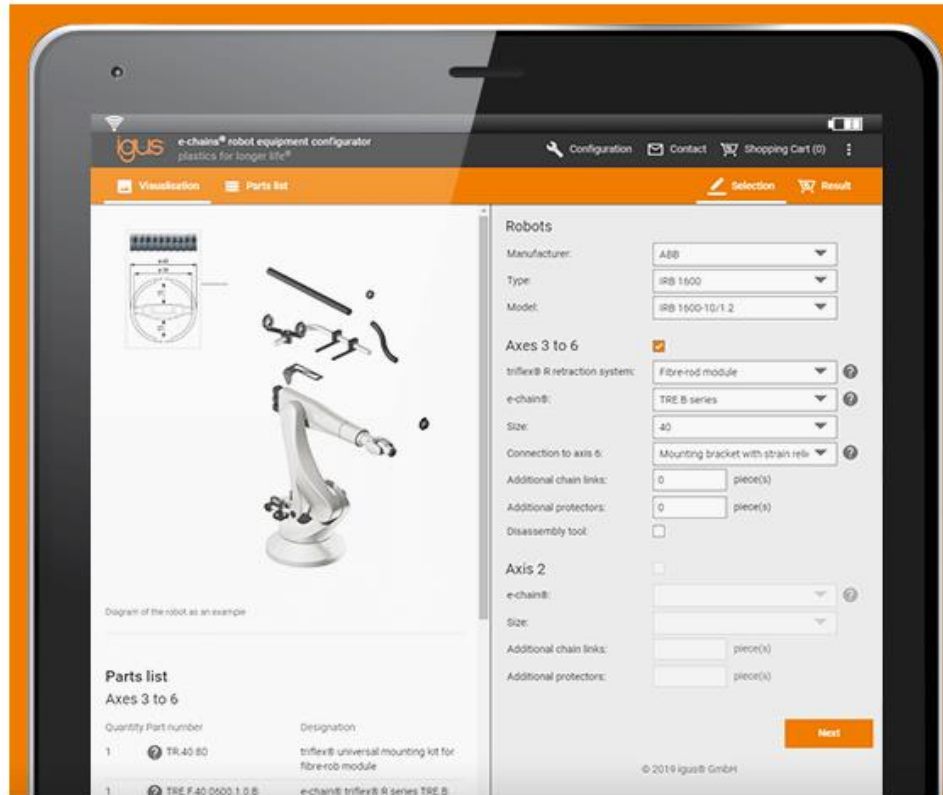 igus
e-chains® robot equipment configurator
plastics for longer life®
Configuration
Contact
Shopping Cart (0)
Visualisation
Parts list
Selection
Result
Diagram of the robot as an example
Parts list
Axes 3 to 6
Quantity Part number Designation
1 TR.40.80 triflex® universal mounting kit for
fibre-rob module
1 TRE.F.40.0600.1.0.B e-chain® triflex® R series TRE.B
Robots
Manufacturer: ABB
Type: IRB 1600
Model: IRB 1600-10/1.2
Axes 3 to 6
triflex® R retraction system: Fibre-rod module
e-chain®: TRE.B series
Size: 40
Connection to axis 6: Mounting bracket with strain relie
Additional chain links: 0 piece(s)
Additional protectors: 0 piece(s)
Disassembly tool:
Axis 2
e-chain®:
Size:
Additional chain links: piece(s)
Additional protectors: piece(s)
Next
© 2019 igus® GmbH